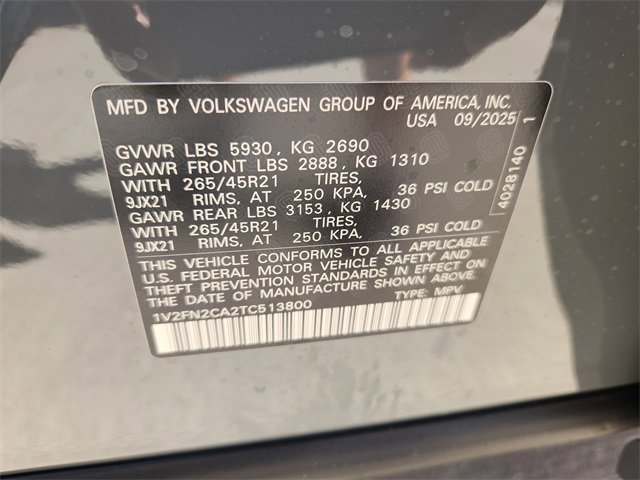 MFD BY VOLKSWAGEN GROUP OF AMERICA, INC.
USA 09/2025
GVWR LBS 5930 , KG 2690
GAWR FRONT LBS 2888 , KG 1310
WITH 265/45R21 TIRES,
9JX21 RIMS, AT 250 KPA, 36 PSI COLD
GAWR REAR LBS 3153 , KG 1430
WITH 265/45R21 TIRES,
9JX21 RIMS, AT 250 KPA, 36 PSI COLD
THIS VEHICLE CONFORMS TO ALL APPLICABLE
U.S. FEDERAL MOTOR VEHICLE SAFETY AND
THEFT PREVENTION STANDARDS IN EFFECT ON
THE DATE OF MANUFACTURE SHOWN ABOVE.
1V2FN2CA2TC513800 TYPE: MPV
4028140 1